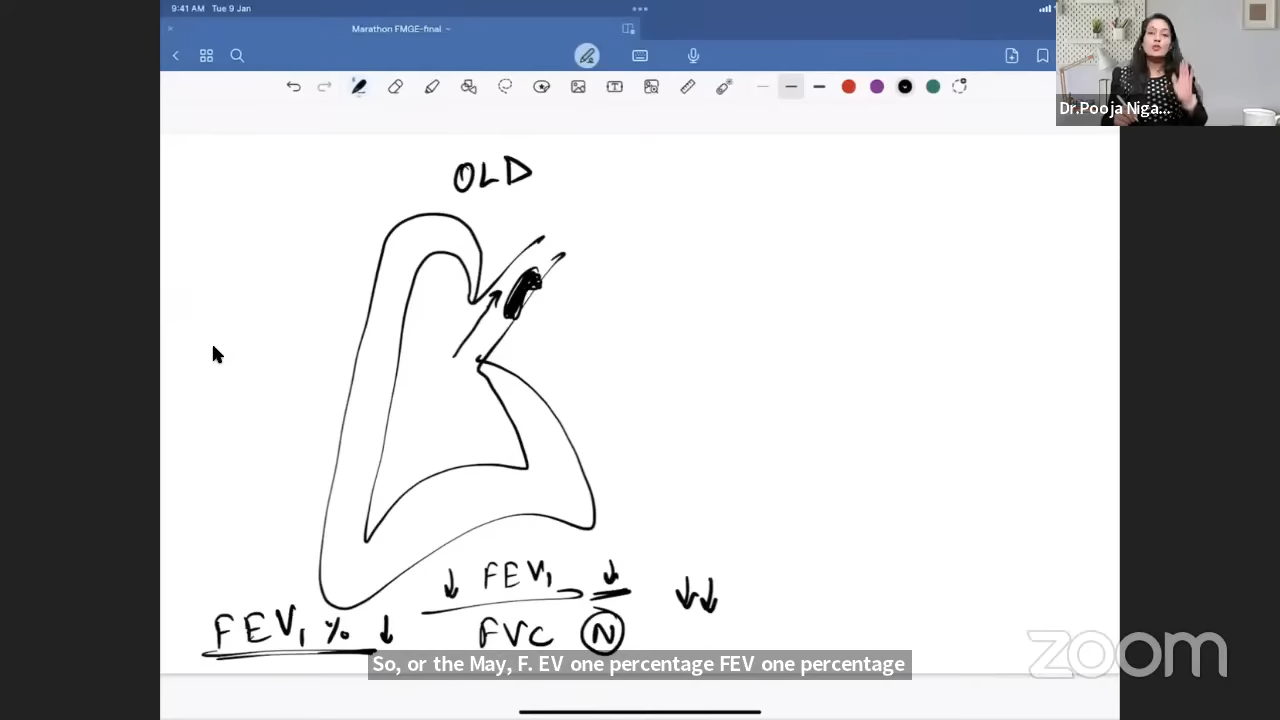 9:41 AM Tue 9 Jan
Marathon FMGE-final
Dr.Pooja Niga...
OLD
↓ FEV₁ ↓ ↓↓
FVC N
FEV₁ % ↓
So, or the May, F. EV one percentage FEV one percentage
zoom